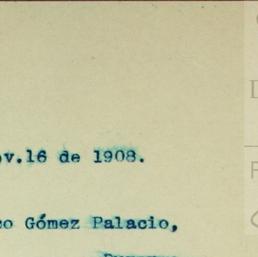 ov.16 de 1908.
co Gómez Palacio,